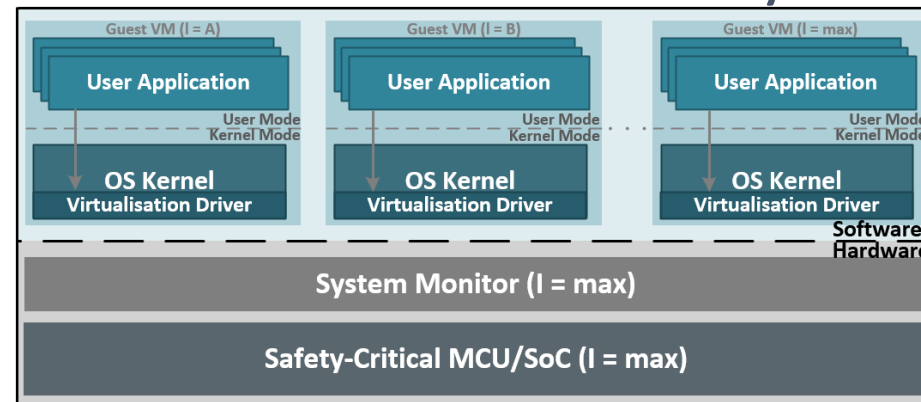 Guest VM (I = A)
Guest VM (I = B)
Guest VM (I = max)
User Application
User Application
User Application
User Mode
User Mode
User Mode
Kernel Mode
Kernel Mode
. . .
Kernel Mode
OS Kernel
OS Kernel
OS Kernel
Virtualisation Driver
Virtualisation Driver
Virtualisation Driver
Software
Hardware
System Monitor (I = max)
Safety-Critical MCU/SoC (I = max)